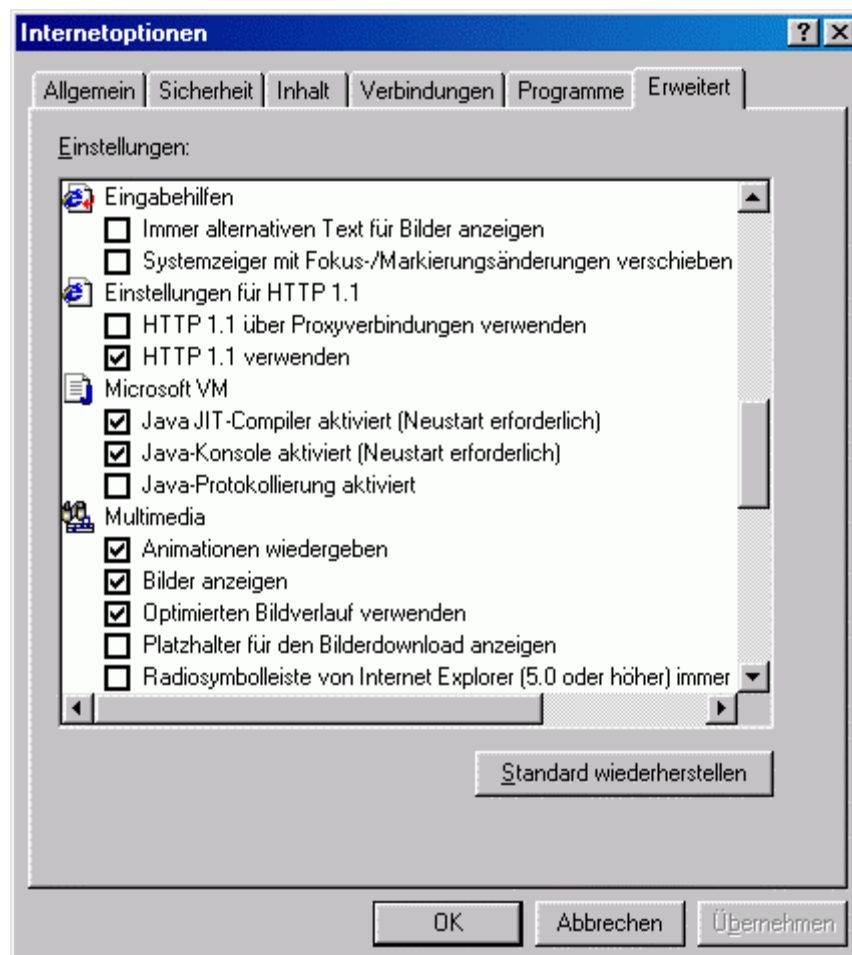 Internetoptionen
Allgemein Sicherheit Inhalt Verbindungen Programme Erweitert
Einstellungen:
Eingabehilfen
Immer alternativen Text für Bilder anzeigen
Systemzeiger mit Fokus-/Markierungsänderungen verschieben
Einstellungen für HTTP 1.1
HTTP 1.1 über Proxyverbindungen verwenden
HTTP 1.1 verwenden
Microsoft VM
Java JIT-Compiler aktiviert (Neustart erforderlich)
Java-Konsole aktiviert (Neustart erforderlich)
Java-Protokollierung aktiviert
Multimedia
Animationen wiedergeben
Bilder anzeigen
Optimierten Bildverlauf verwenden
Platzhalter für den Bilderdownload anzeigen
Radiosymbolleiste von Internet Explorer (5.0 oder höher) immer
Standard wiederherstellen
OK Abbrechen Übernehmen